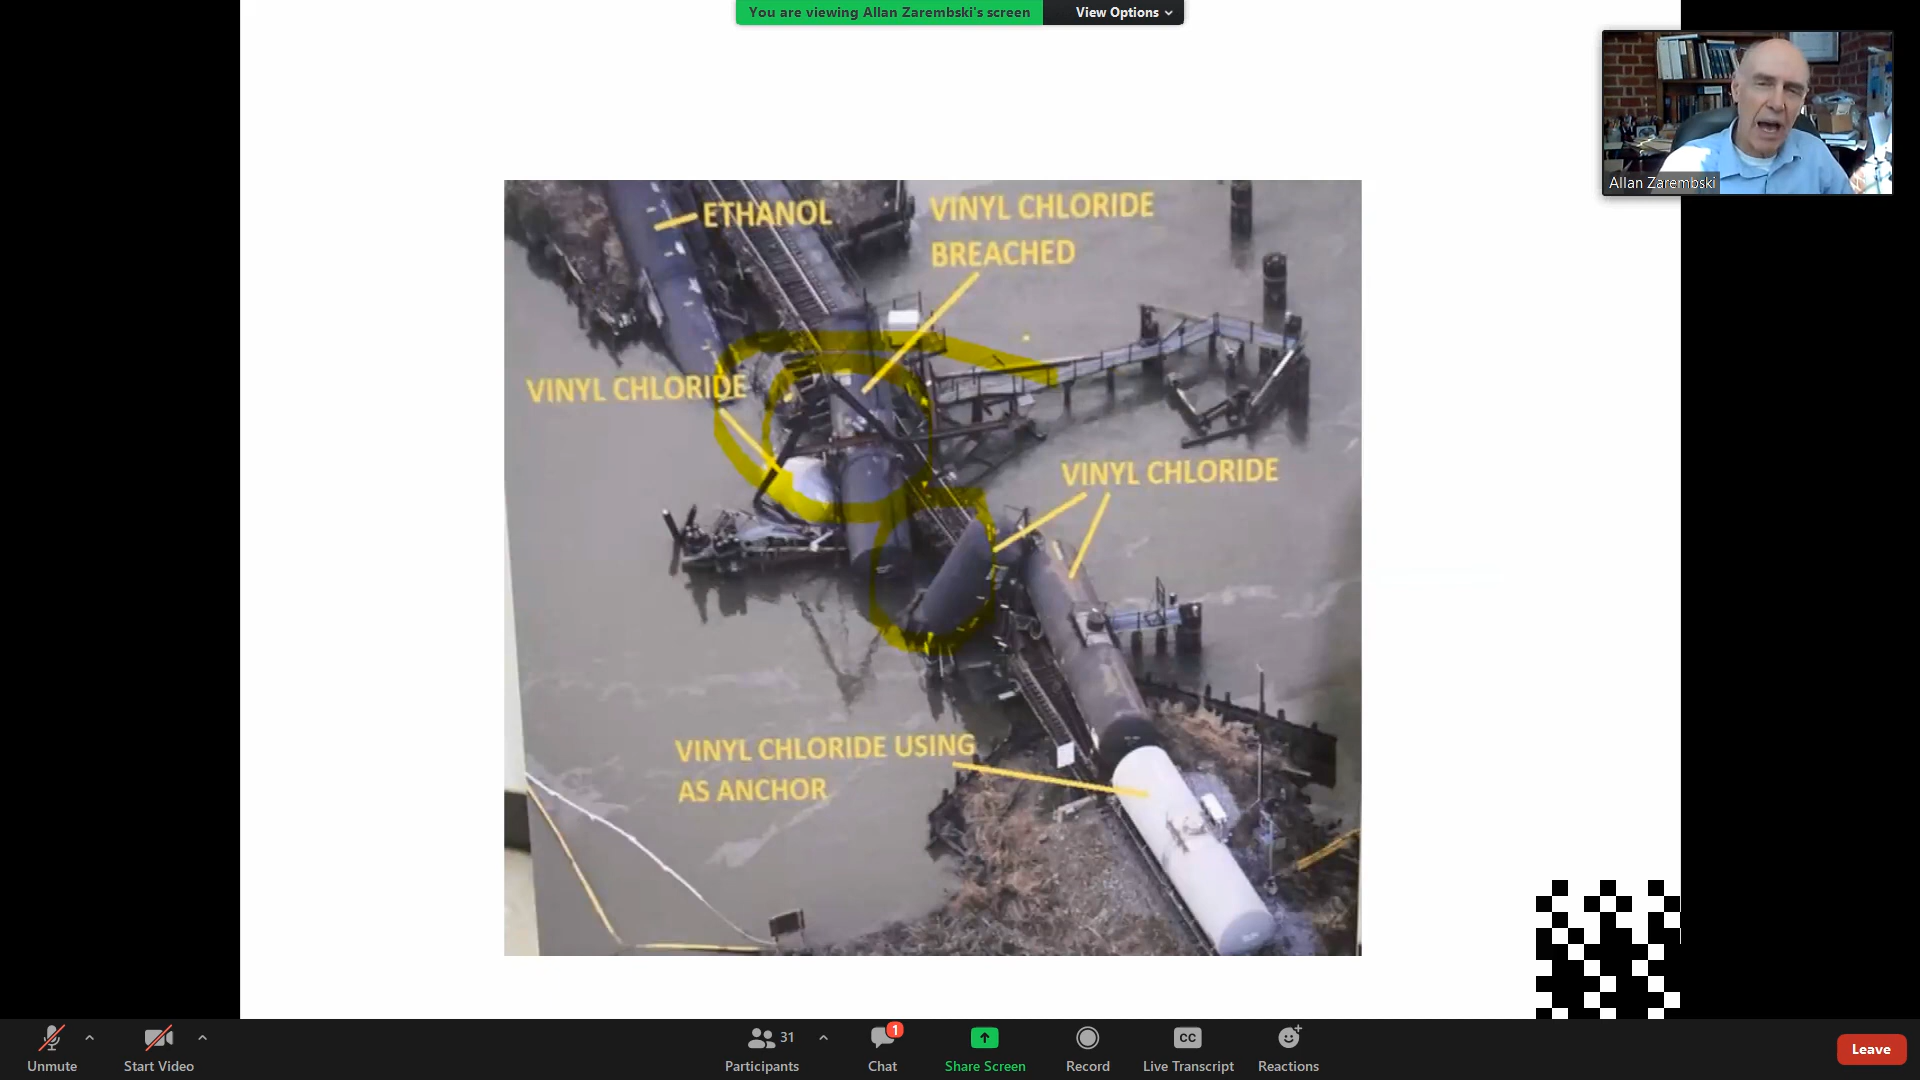 You are viewing Allan Zarembski's screen
View Options
Allan Zarembski
ETHANOL
VINYL CHLORIDE
BREACHED
VINYL CHLORIDE
VINYL CHLORIDE
VINYL CHLORIDE USING
AS ANCHOR
Unmute
Start Video
31
Participants
1
Chat
Share Screen
Record
CC
Live Transcript
Reactions
Leave